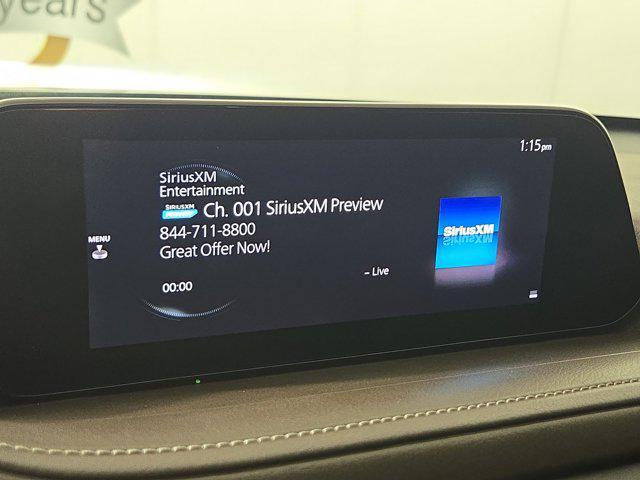 years
1:15pm
SiriusXM
Entertainment
SIRIUSXM
PREVIEW
Ch. 001 SiriusXM Preview
844-711-8800
Great Offer Now!
MENU
00:00
– Live
SiriusXM